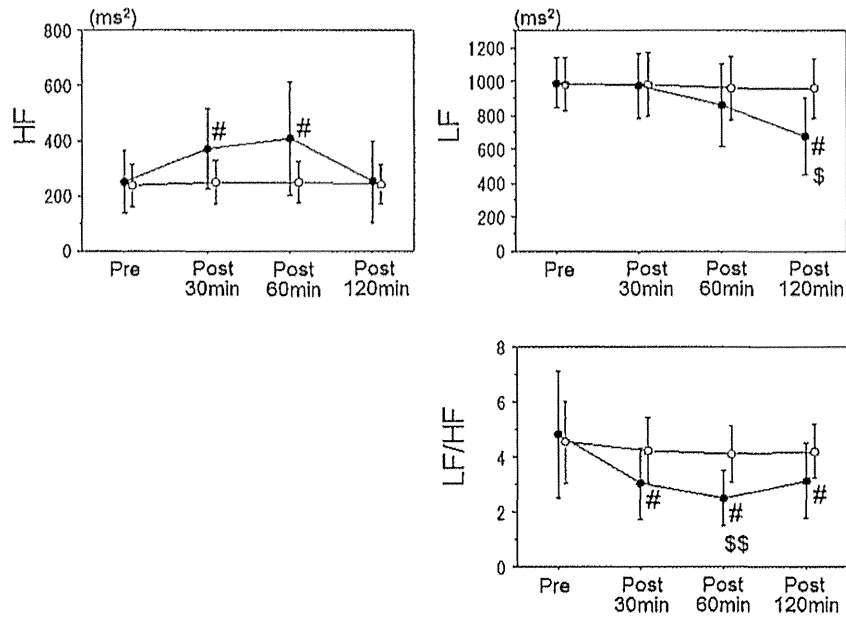 (ms²)
HF
800
600
400
200
0
#
#
Pre
Post
30min
Post
60min
Post
120min
(ms²)
LF
1200
1000
800
600
400
200
0
#
$
Pre
Post
30min
Post
60min
Post
120min
LF/HF
8
6
4
2
0
#
#
$$
#
Pre
Post
30min
Post
60min
Post
120min